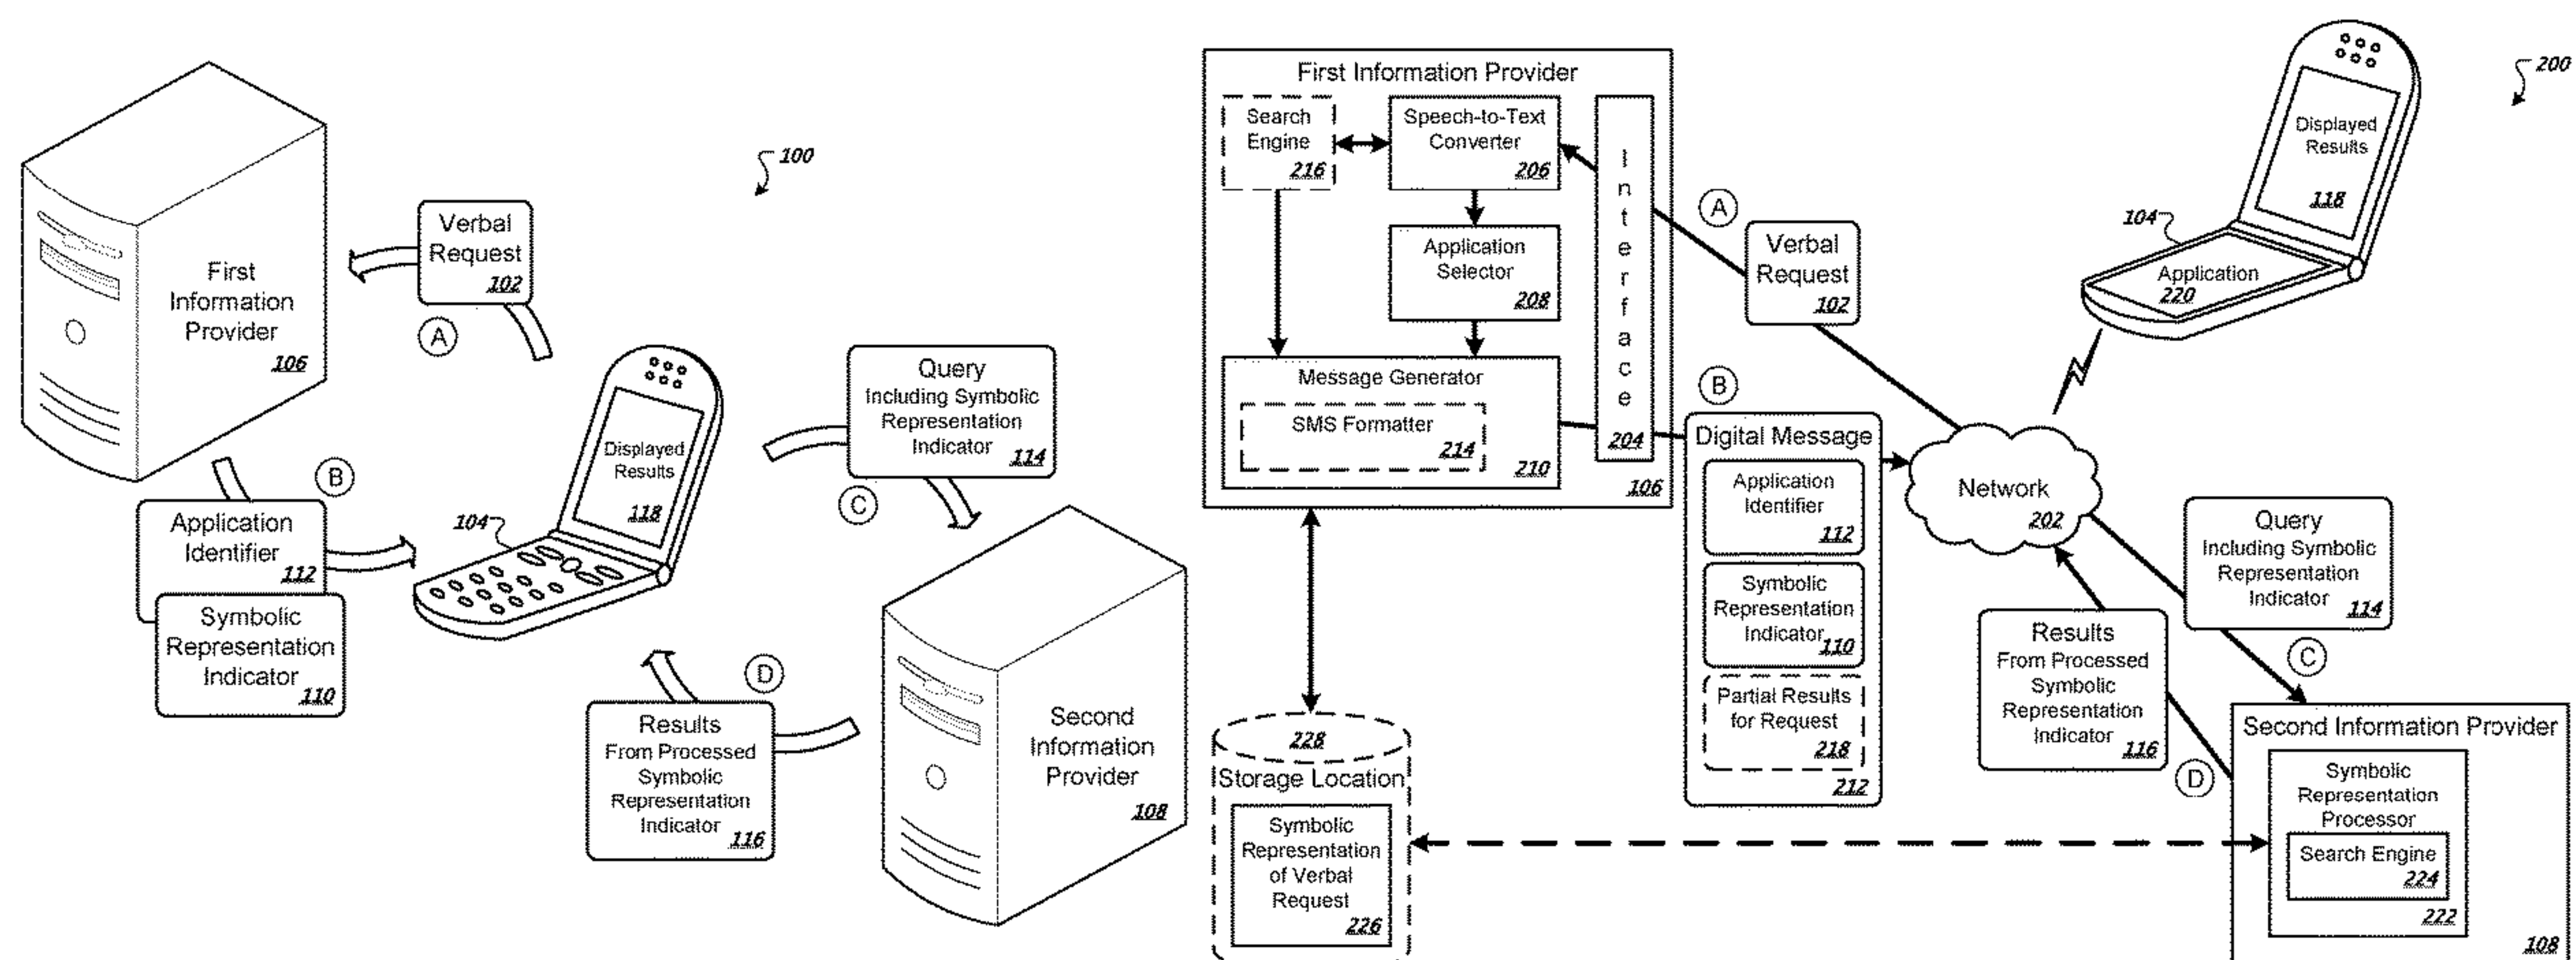 100
First
Information
Provider
106
Verbal
Request
102
A
B
Application
Identifier
112
Symbolic
Representation
Indicator
110
104
Displayed
Results
118
Query
Including Symbolic
Representation
Indicator
114
C
D
Results
From Processed
Symbolic
Representation
Indicator
116
Second
Information
Provider
108
200
First Information Provider
Search
Engine
216
Speech-to-Text
Converter
206
Application
Selector
208
Message Generator
SMS Formatter
214
210
Interface
204
106
A
Verbal
Request
102
B
Digital Message
Application
Identifier
112
Symbolic
Representation
Indicator
110
Partial Results
for Request
218
212
Displayed
Results
118
104
Application
220
Network
202
Query
Including Symbolic
Representation
Indicator
114
C
Results
From Processed
Symbolic
Representation
Indicator
116
D
228
Storage Location
Symbolic
Representation
of Verbal
Request
226
Second Information Provider
Symbolic
Representation
Processor
Search Engine
224
222
108